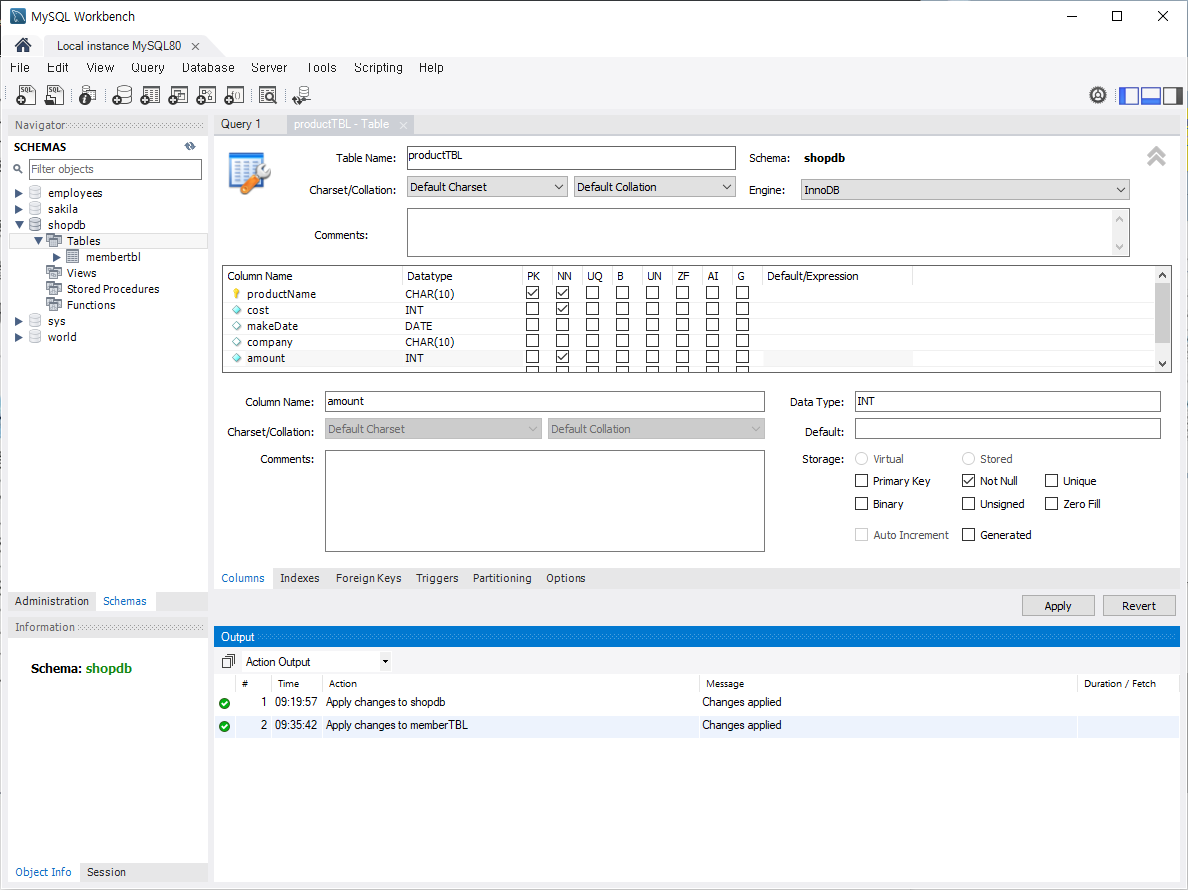 MySQL Workbench
Local instance MySQL80
File Edit View Query Database Server Tools Scripting Help
Navigator
SCHEMAS
Filter objects
employees
sakila
shopdb
Tables
membertbl
Views
Stored Procedures
Functions
sys
world
Administration Schemas
Information
Schema: shopdb
Object Info Session
Query 1 productTBL - Table
Table Name: productTBL Schema: shopdb
Charset/Collation: Default Charset Default Collation Engine: InnoDB
Comments:
Column Name Datatype PK NN UQ B UN ZF AI G Default/Expression
productName CHAR(10)
cost INT
makeDate DATE
company CHAR(10)
amount INT
Column Name: amount Data Type: INT
Charset/Collation: Default Charset Default Collation Default:
Comments: Storage: Virtual Stored
Primary Key Not Null Unique
Binary Unsigned Zero Fill
Auto Increment Generated
Columns Indexes Foreign Keys Triggers Partitioning Options
Apply Revert
Output
Action Output
# Time Action Message Duration / Fetch
1 09:19:57 Apply changes to shopdb Changes applied
2 09:35:42 Apply changes to memberTBL Changes applied